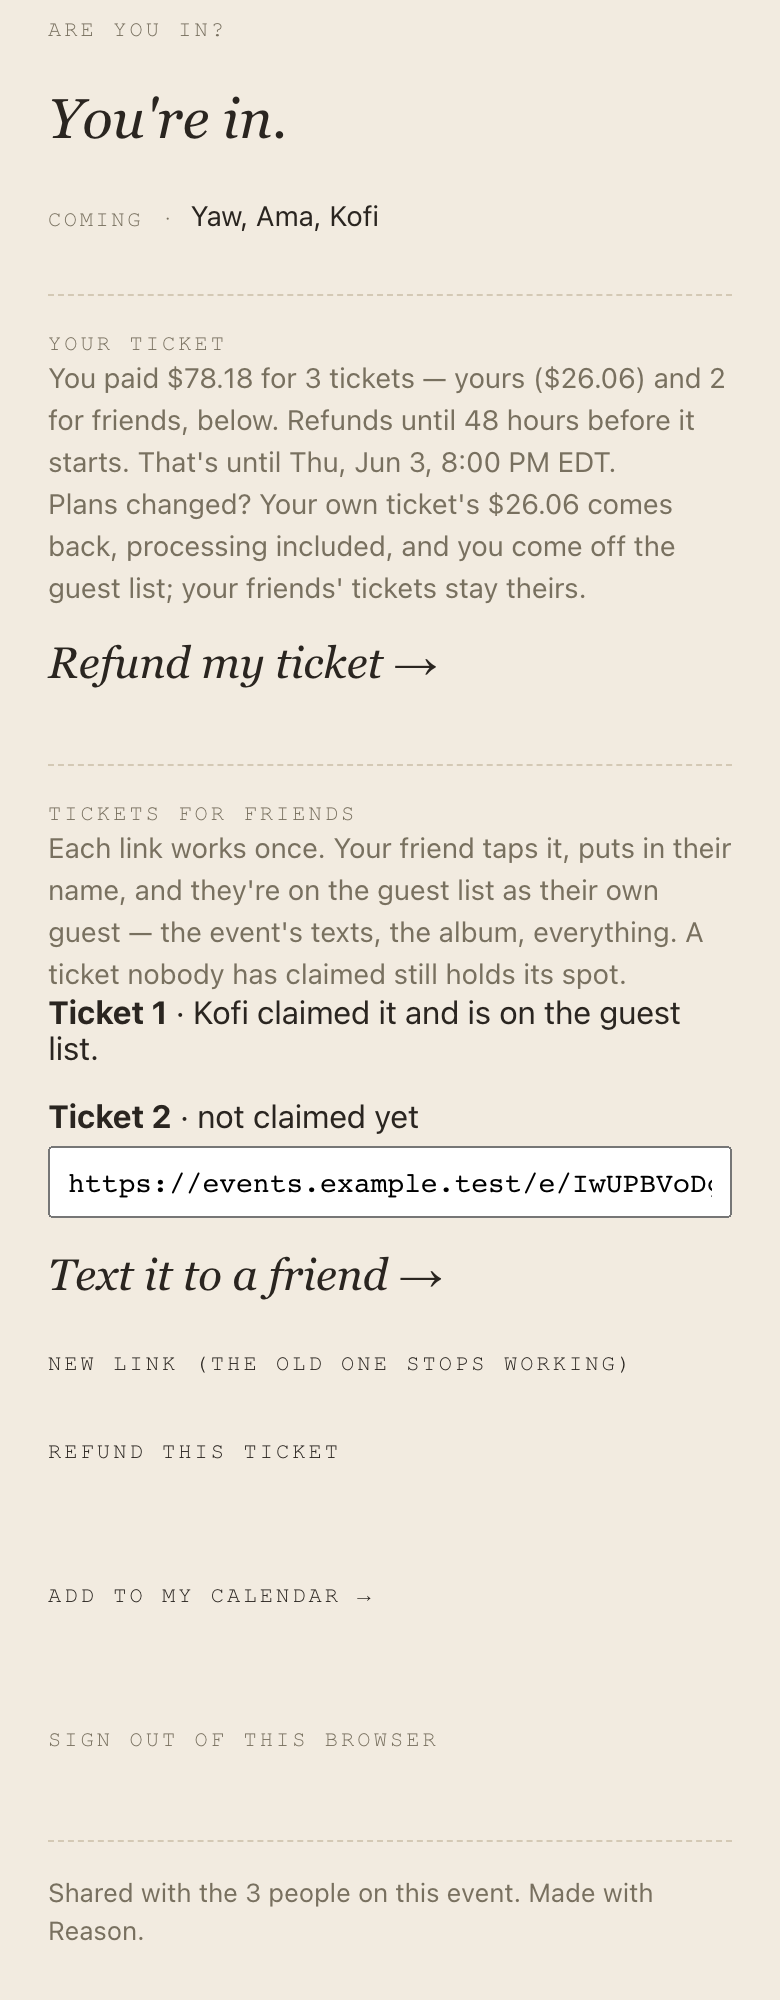 ARE YOU IN?
You're in.
COMING · Yaw, Ama, Kofi
YOUR TICKET
You paid $78.18 for 3 tickets — yours ($26.06) and 2
for friends, below. Refunds until 48 hours before it
starts. That's until Thu, Jun 3, 8:00 PM EDT.
Plans changed? Your own ticket's $26.06 comes
back, processing included, and you come off the
guest list; your friends' tickets stay theirs.
Refund my ticket →
TICKETS FOR FRIENDS
Each link works once. Your friend taps it, puts in their
name, and they're on the guest list as their own
guest — the event's texts, the album, everything. A
ticket nobody has claimed still holds its spot.
Ticket 1 · Kofi claimed it and is on the guest
list.
Ticket 2 · not claimed yet
https://events.example.test/e/IwUPBVoD
Text it to a friend →
NEW LINK (THE OLD ONE STOPS WORKING)
REFUND THIS TICKET
ADD TO MY CALENDAR →
SIGN OUT OF THIS BROWSER
Shared with the 3 people on this event. Made with
Reason.